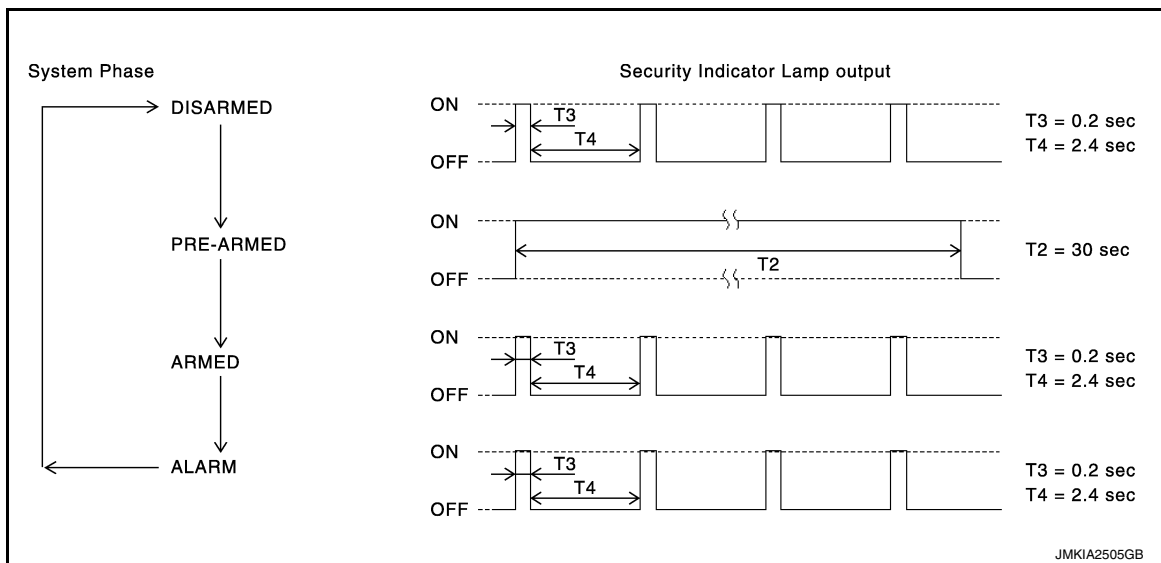 System Phase
Security Indicator Lamp output
DISARMED
ON
OFF
T3
T4
T3 = 0.2 sec
T4 = 2.4 sec
PRE-ARMED
ON
OFF
T2
T2 = 30 sec
ARMED
ON
OFF
T3
T4
T3 = 0.2 sec
T4 = 2.4 sec
ALARM
ON
OFF
T3
T4
T3 = 0.2 sec
T4 = 2.4 sec
JMKIA2505GB